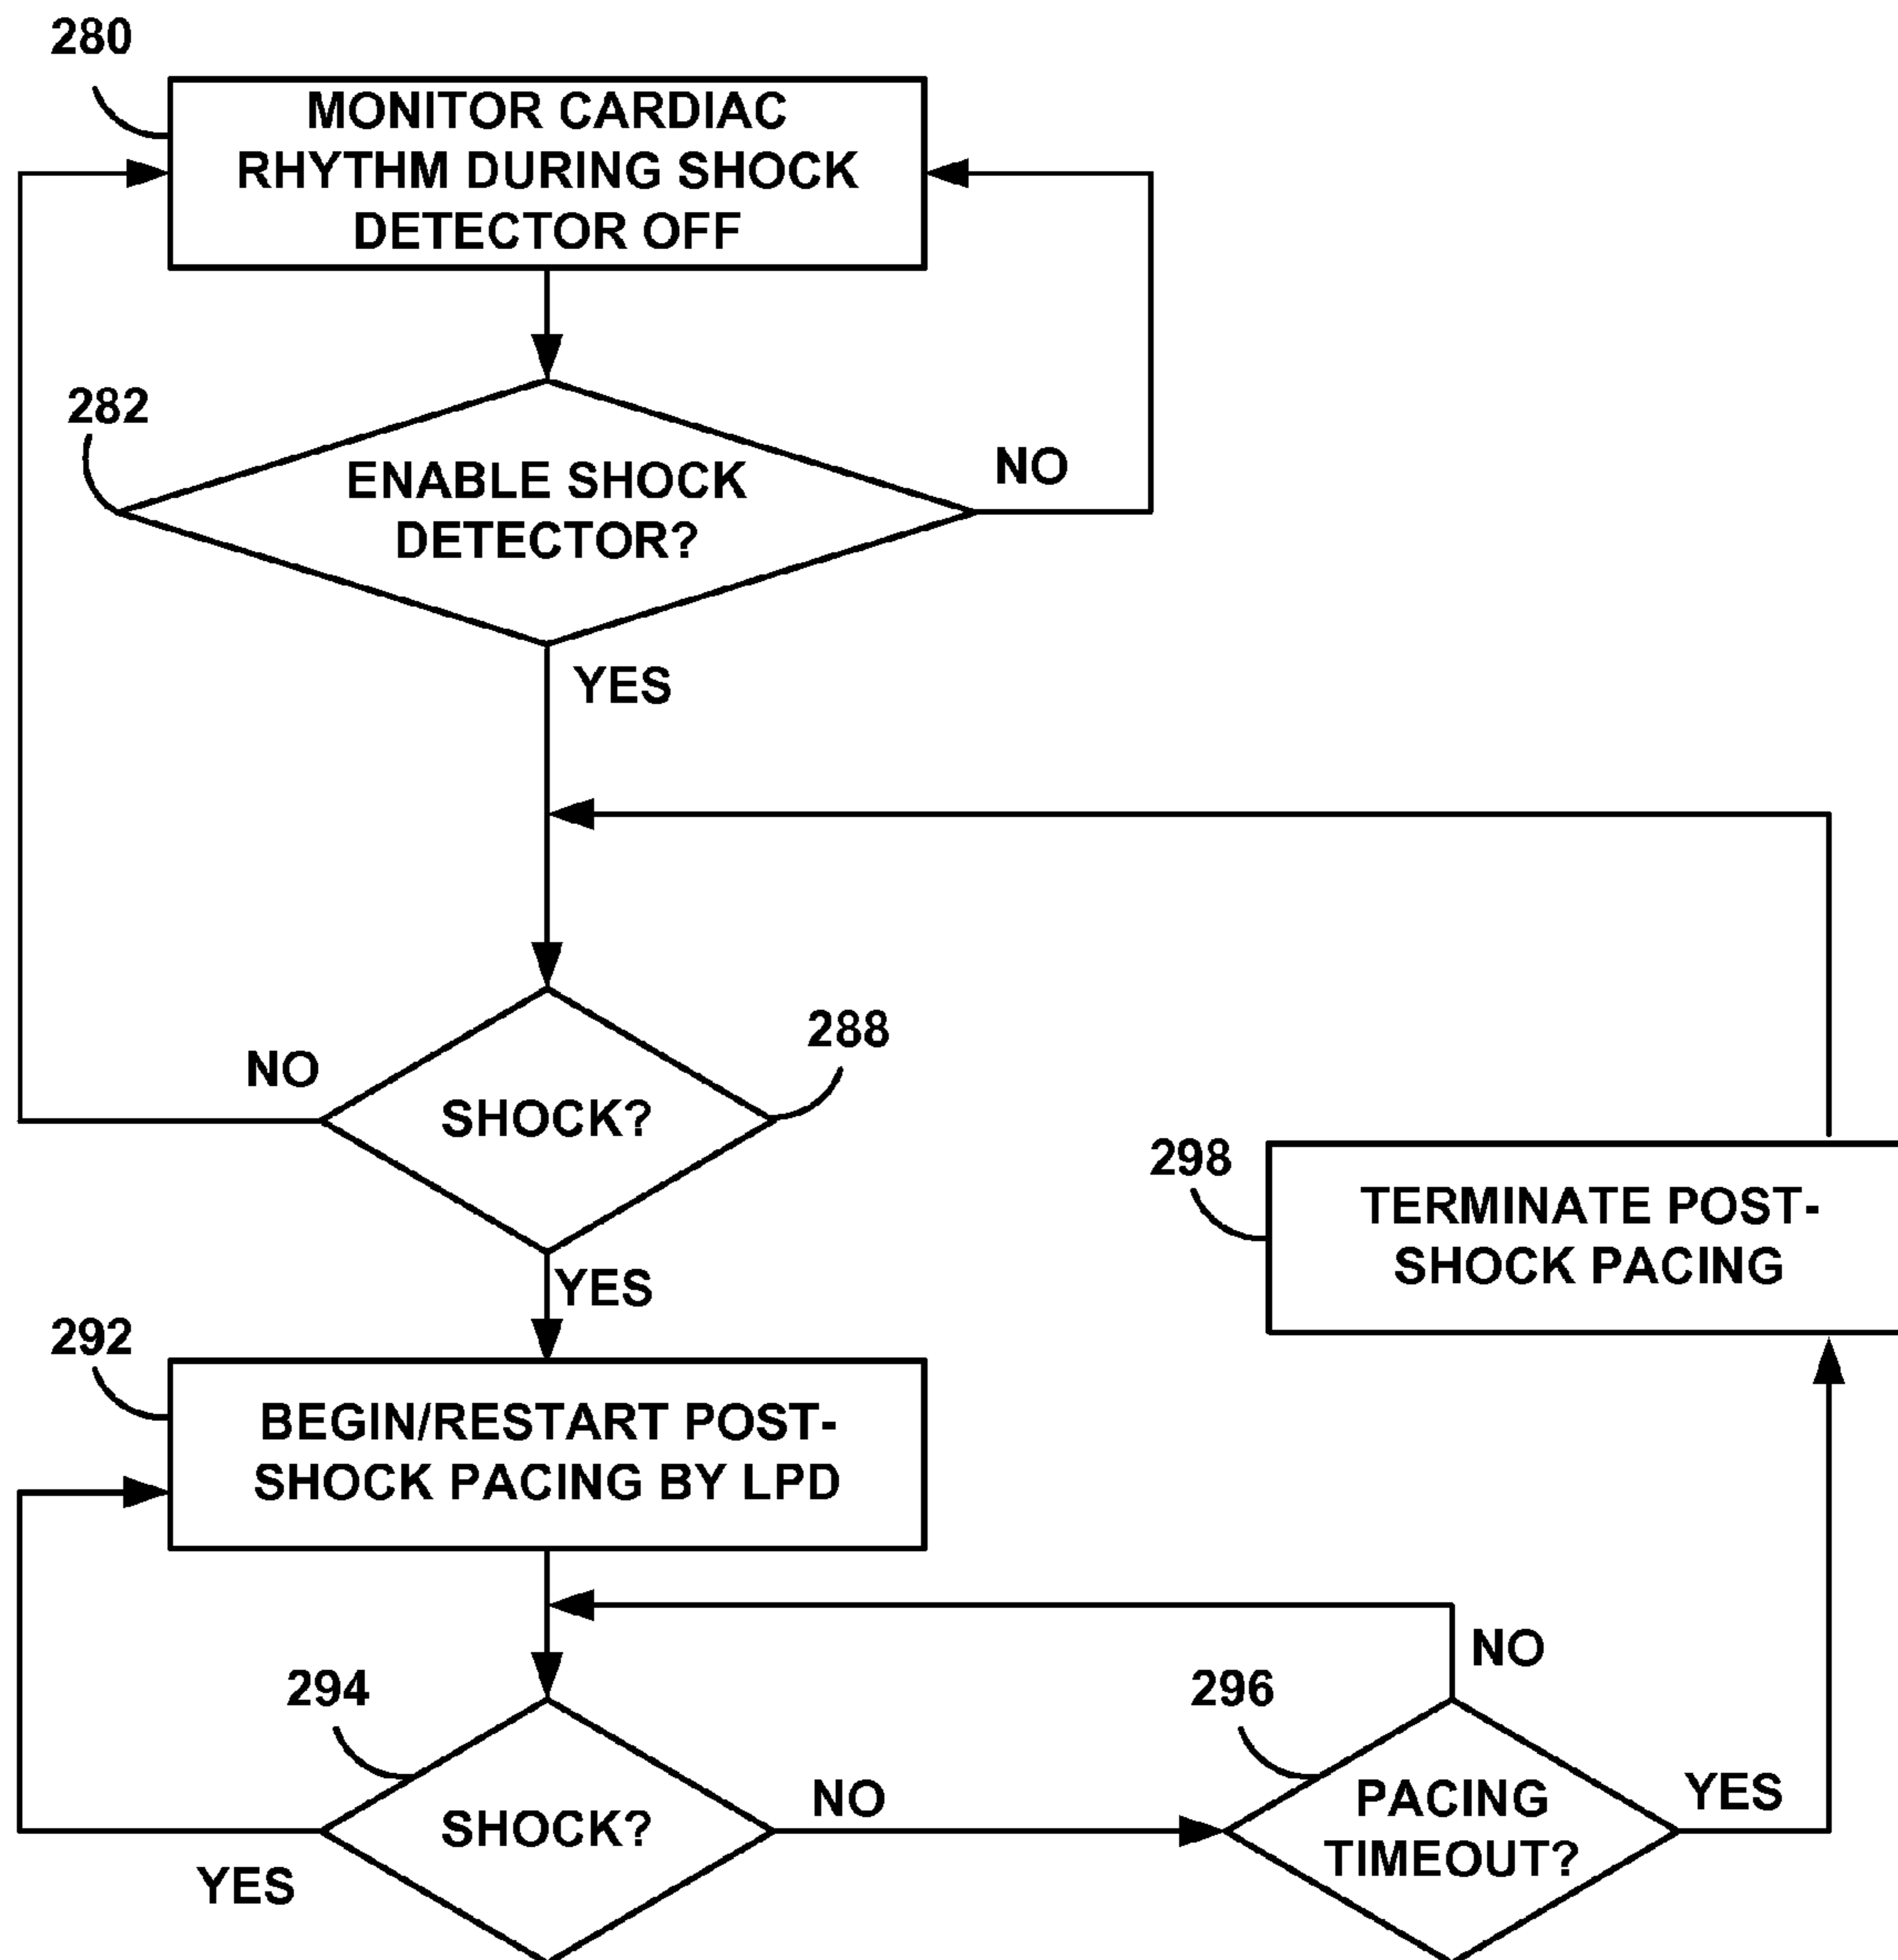 280
MONITOR CARDIAC
RHYTHM DURING SHOCK
DETECTOR OFF
282
ENABLE SHOCK
DETECTOR?
NO
YES
288
NO
SHOCK?
298
TERMINATE POST-
SHOCK PACING
YES
292
BEGIN/RESTART POST-
SHOCK PACING BY LPD
NO
294
296
SHOCK?
NO
PACING
TIMEOUT?
YES
YES